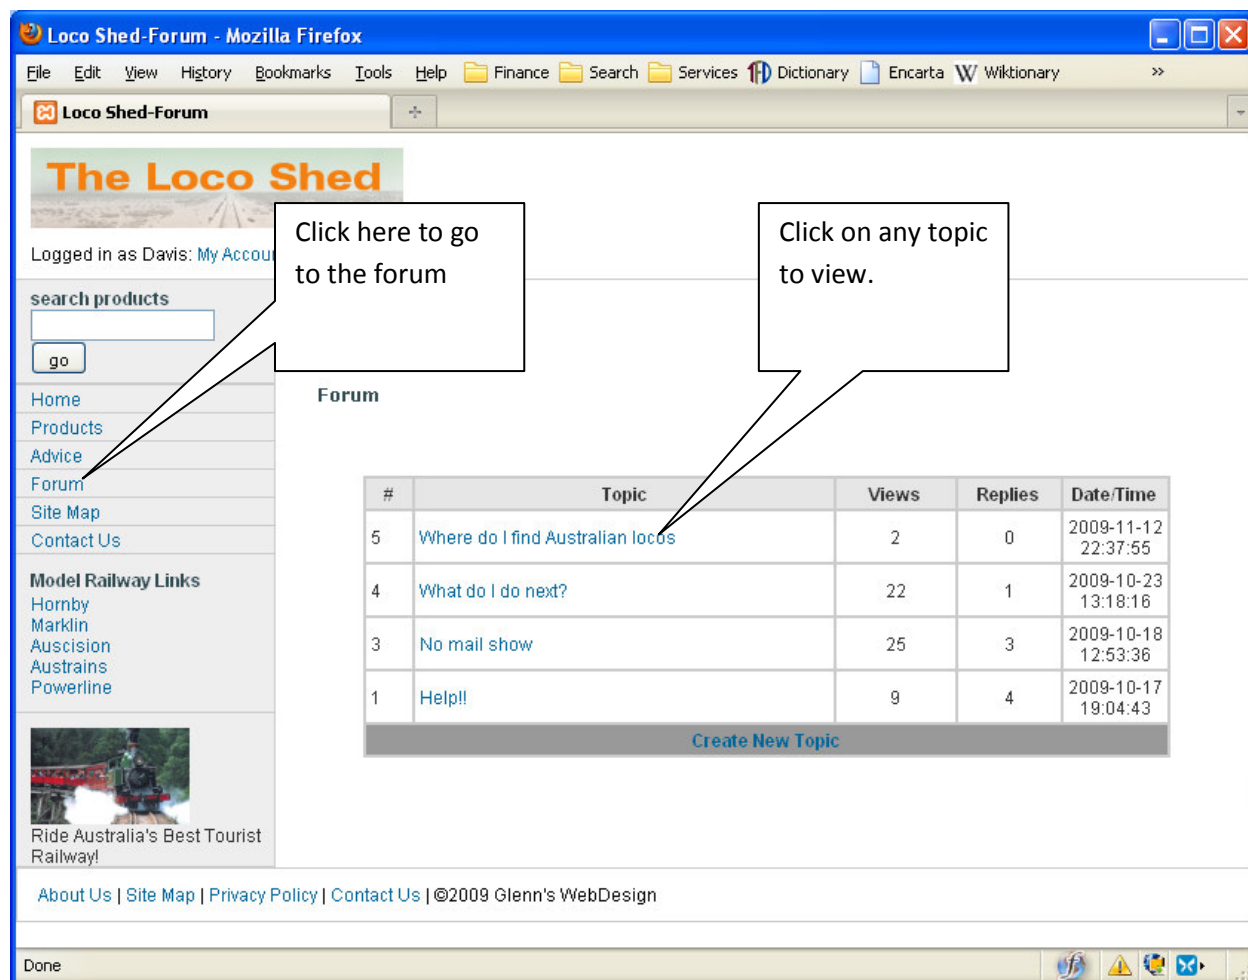 Loco Shed-Forum - Mozilla Firefox
File Edit View History Bookmarks Tools Help Finance Search Services Dictionary Encarta W Wiktionary »
Loco Shed-Forum
The Loco Shed
Logged in as Davis: My Accou
Click here to go
to the forum
Click on any topic
to view.
search products
go
Home
Products
Advice
Forum
Site Map
Contact Us
Model Railway Links
Hornby
Marklin
Auscision
Austrains
Powerline
Ride Australia's Best Tourist
Railway!
Forum
# Topic Views Replies Date/Time
5 Where do I find Australian locos 2 0 2009-11-12
22:37:55
4 What do I do next? 22 1 2009-10-23
13:18:16
3 No mail show 25 3 2009-10-18
12:53:36
1 Help!! 9 4 2009-10-17
19:04:43
Create New Topic
About Us | Site Map | Privacy Policy | Contact Us | ©2009 Glenn's WebDesign
Done